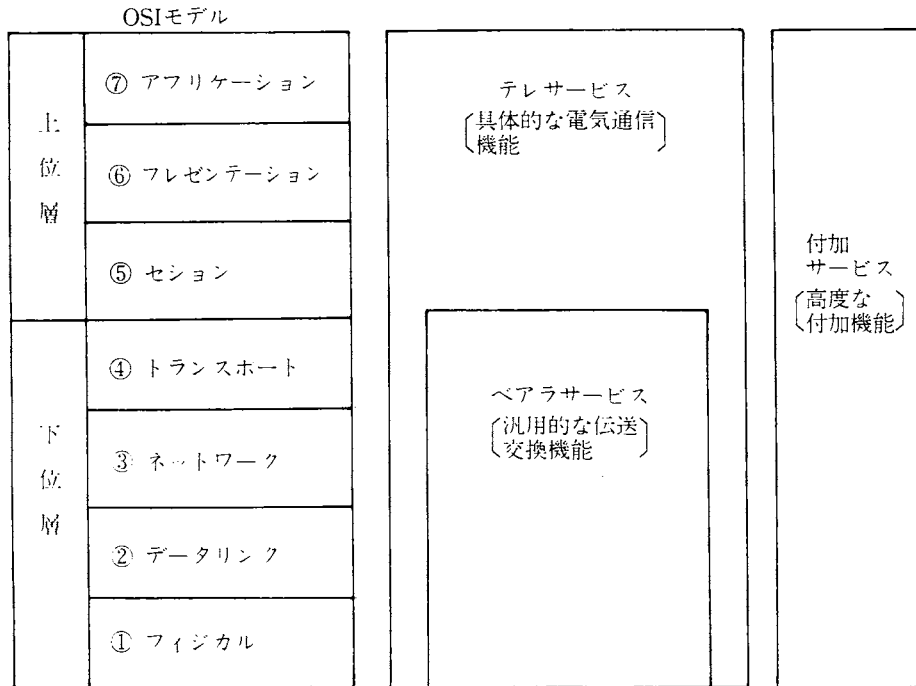 OSIモデル
上位層
⑦ アプリケーション
⑥ プレゼンテーション
⑤ セション
下位層
④ トランスポート
③ ネットワーク
② データリンク
① フィジカル
テレサービス
〔具体的な電気通信
機能〕
ベアラサービス
〔汎用的な伝送
交換機能〕
付加
サービス
〔高度な
付加機能〕